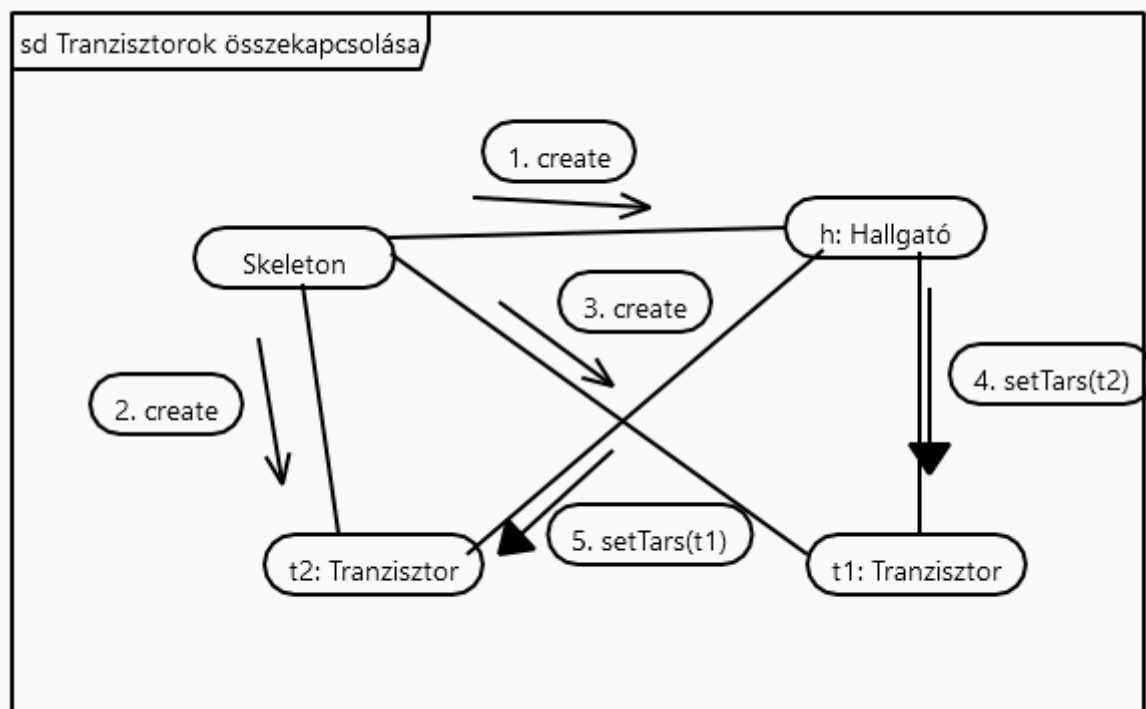 sd Tranzisztorok összekapcsolása
1. create
h: Hallgató
Skeleton
3. create
4. setTars(t2)
2. create
5. setTars(t1)
t2: Tranzisztor
t1: Tranzisztor